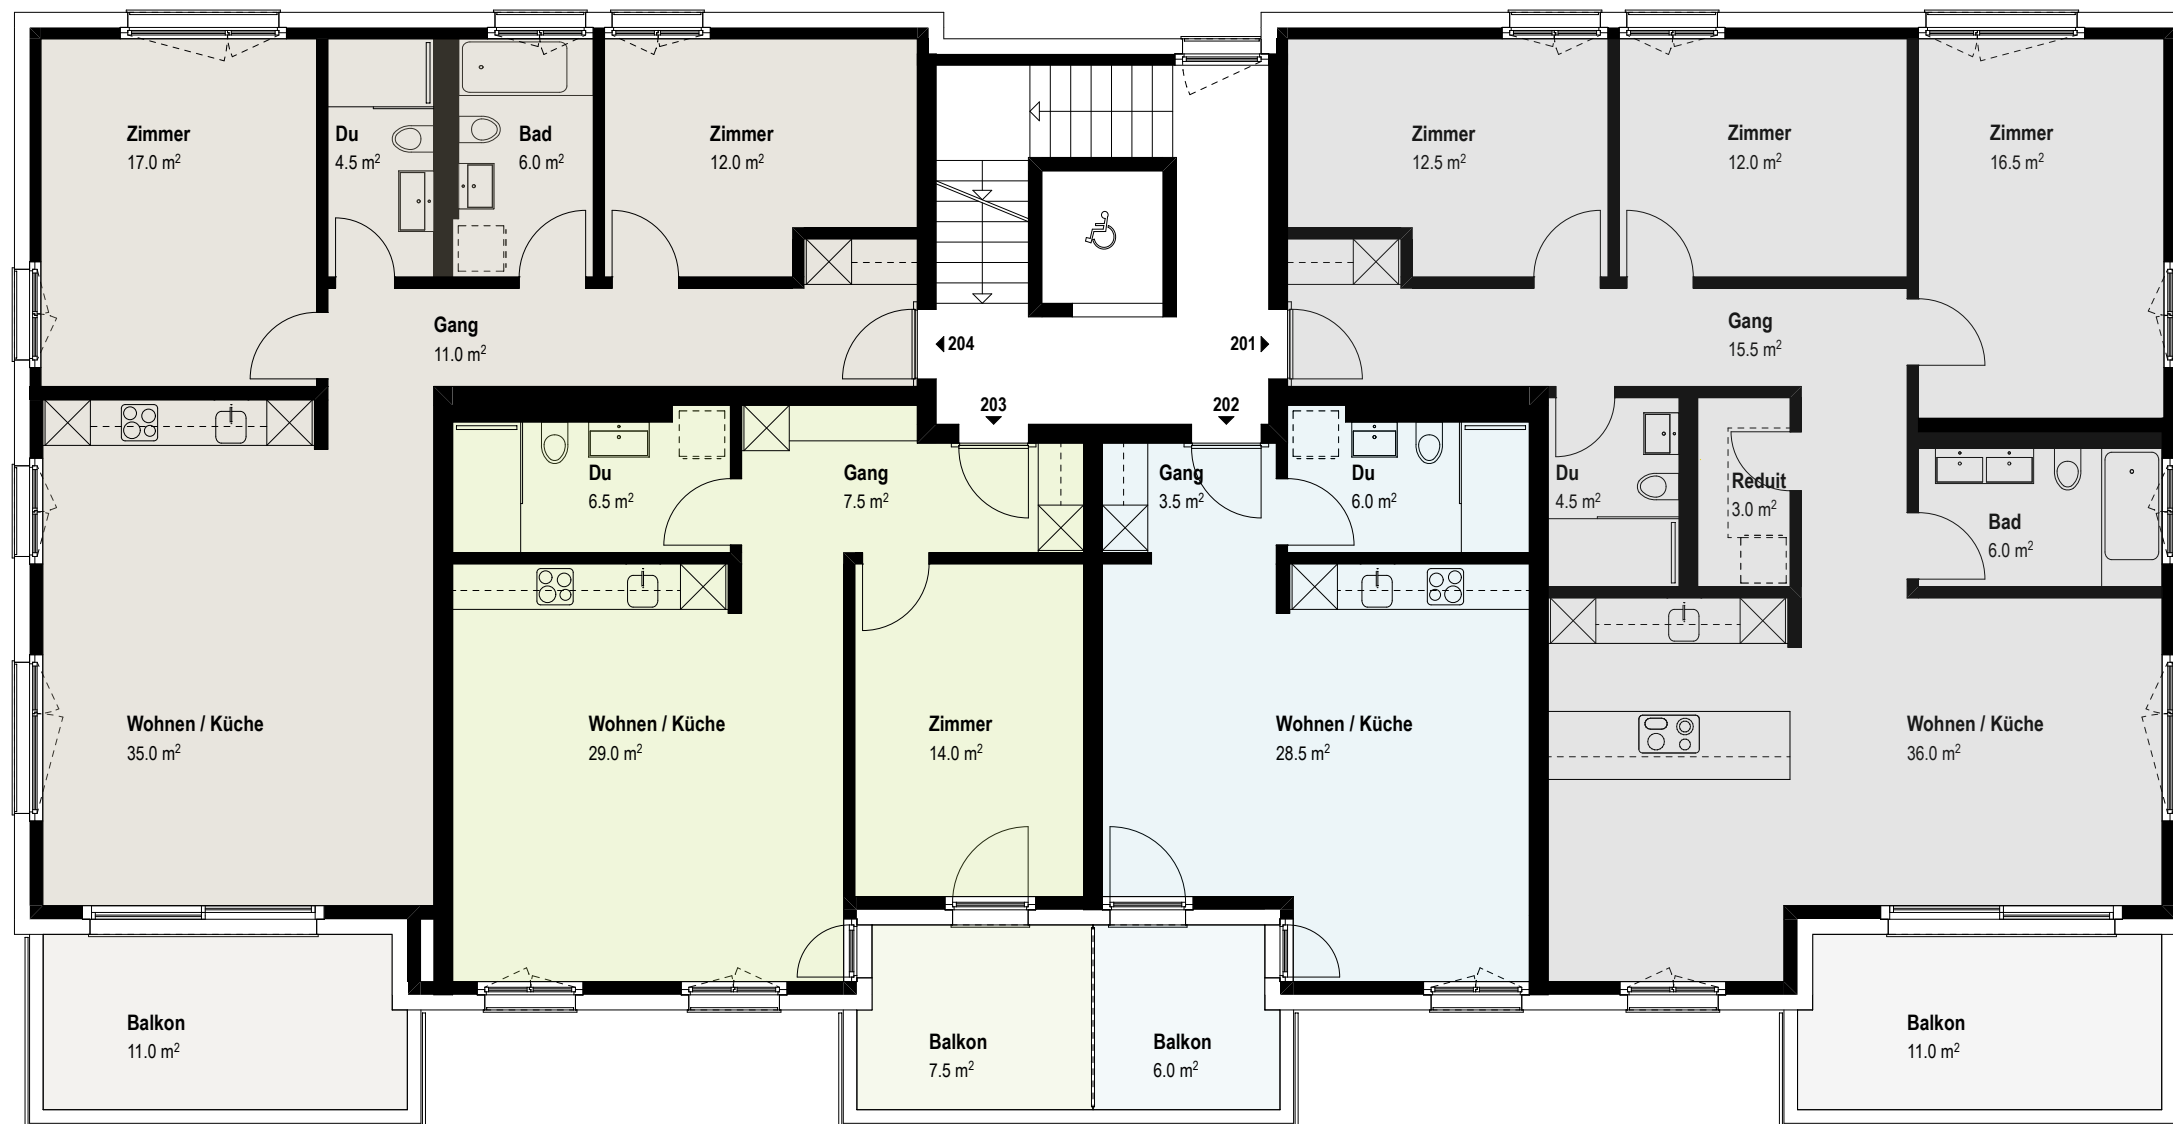 Zimmer
17.0 m²
Du
4.5 m²
Bad
6.0 m²
Zimmer
12.0 m²
Zimmer
12.5 m²
Zimmer
12.0 m²
Zimmer
16.5 m²
Gang
11.0 m²
204
201
Gang
15.5 m²
203
202
Du
6.5 m²
Gang
7.5 m²
Gang
3.5 m²
Du
6.0 m²
Du
4.5 m²
Reduit
3.0 m²
Bad
6.0 m²
Wohnen / Küche
35.0 m²
Wohnen / Küche
29.0 m²
Zimmer
14.0 m²
Wohnen / Küche
28.5 m²
Wohnen / Küche
36.0 m²
Balkon
11.0 m²
Balkon
7.5 m²
Balkon
6.0 m²
Balkon
11.0 m²